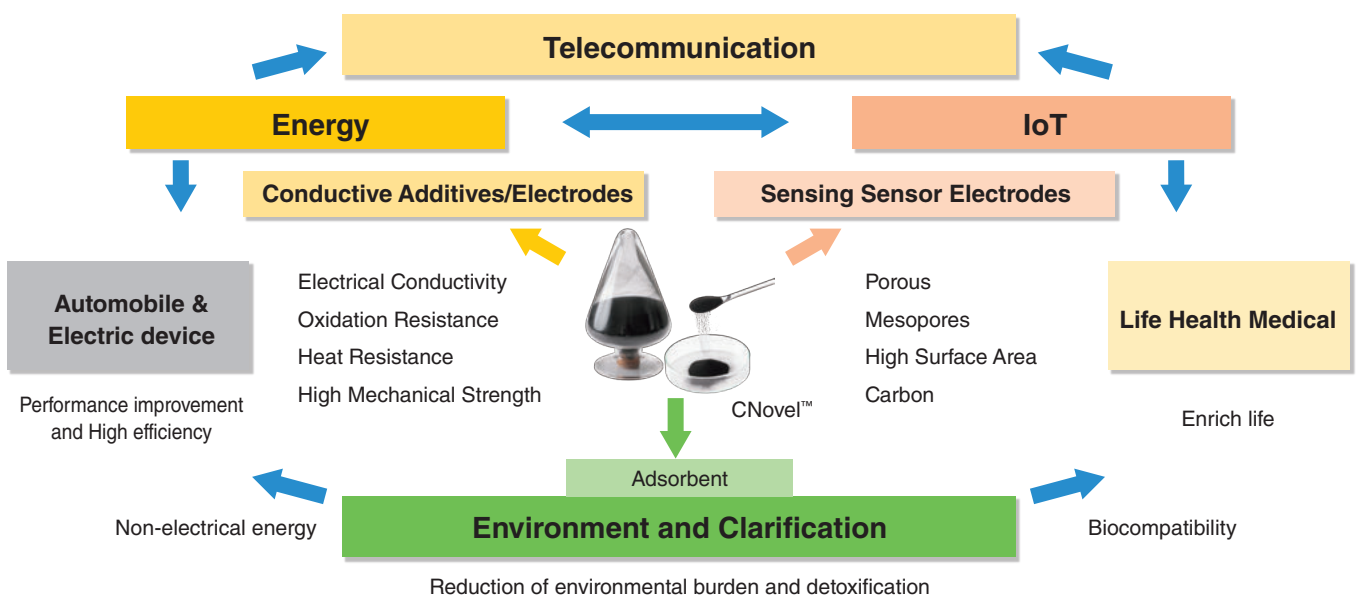 Telecommunication
Energy
IoT
Conductive Additives/Electrodes
Sensing Sensor Electrodes
Automobile &
Electric device
Performance improvement
and High efficiency
Electrical Conductivity
Oxidation Resistance
Heat Resistance
High Mechanical Strength
CNovel™
Porous
Mesopores
High Surface Area
Carbon
Life Health Medical
Enrich life
Adsorbent
Environment and Clarification
Non-electrical energy
Biocompatibility
Reduction of environmental burden and detoxification